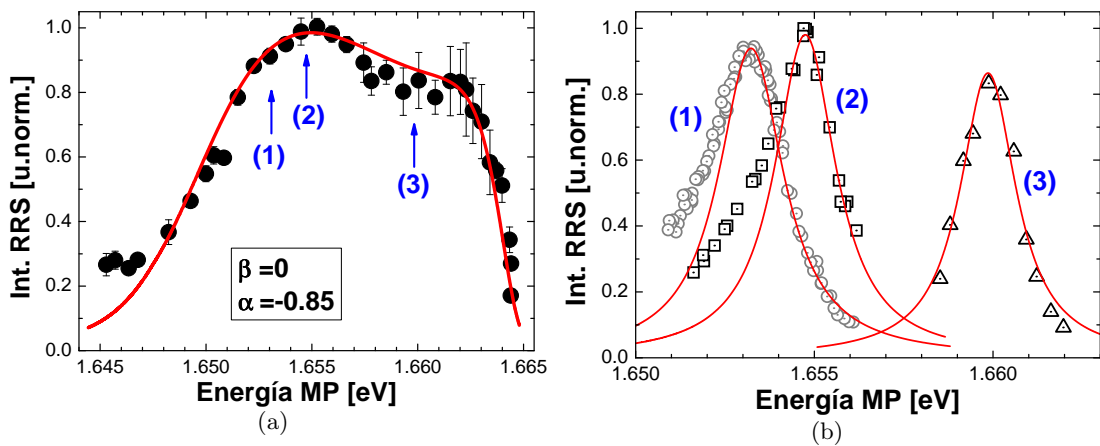 Int. RRS [u.norm.]
1.0
0.8
0.6
0.4
0.2
0.0
(1)
(2)
(3)
β =0
α =-0.85
1.645 1.650 1.655 1.660 1.665
Energía MP [eV]
(a)
Int. RRS [u.norm.]
1.0
0.8
0.6
0.4
0.2
0.0
(1)
(2)
(3)
1.650 1.655 1.660
Energía MP [eV]
(b)